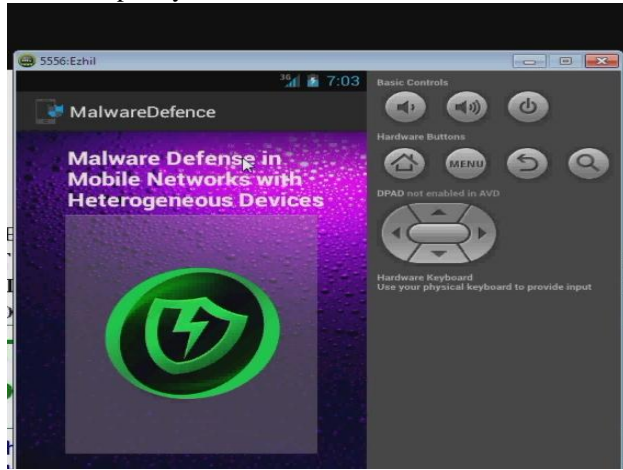 5556:Ezhil
3G 7:03
MalwareDefence
Malware Defense in
Mobile Networks with
Heterogeneous Devices
Basic Controls
Hardware Buttons
MENU
DPAD not enabled in AVD
Hardware Keyboard
Use your physical keyboard to provide input